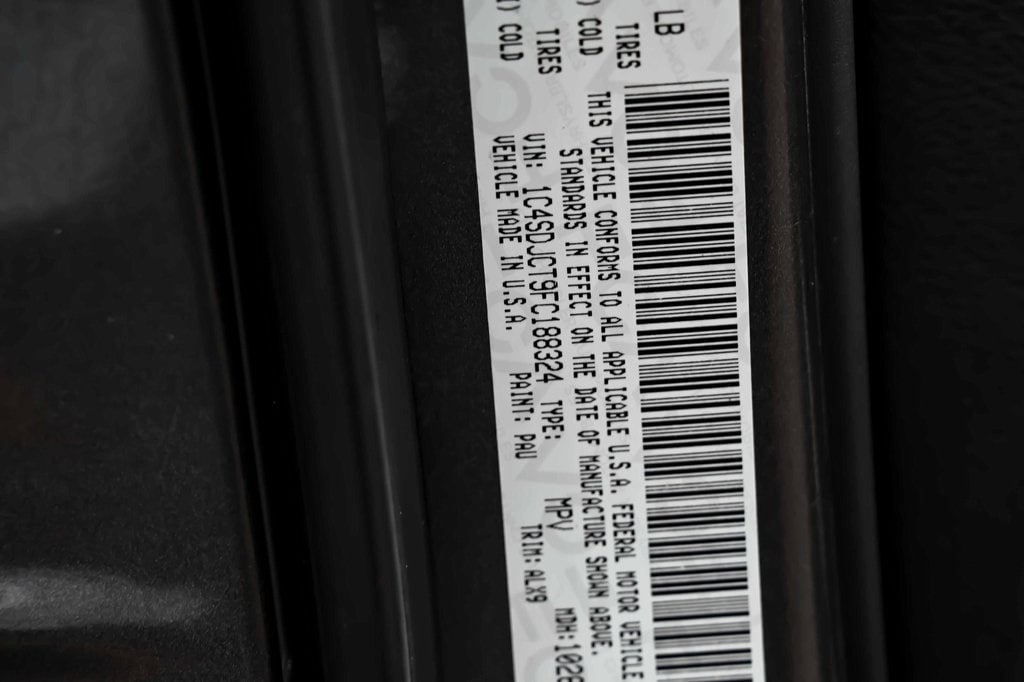 LB
TIRES
) COLD
THIS VEHICLE CONFORMS TO ALL APPLICABLE U.S.A. FEDERAL MOTOR VEHICLE
STANDARDS IN EFFECT ON THE DATE OF MANUFACTURE SHOWN ABOVE.
TIRES
) COLD
VIN: 1C4SDJCT9FC188324 TYPE: MPV MDH:1026
VEHICLE MADE IN U.S.A. PAINT: PAU TRIM: ALX9